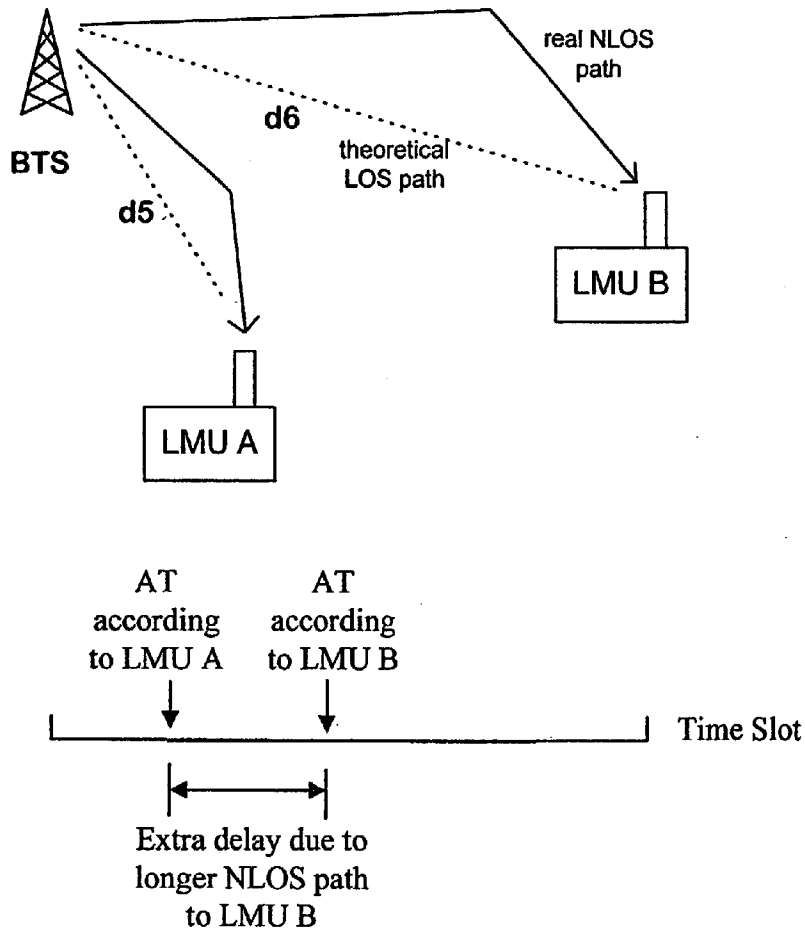 real NLOS
path
d6
BTS
theoretical
LOS path
d5
LMU B
LMU A
AT
according
to LMU A
AT
according
to LMU B
Time Slot
Extra delay due to
longer NLOS path
to LMU B